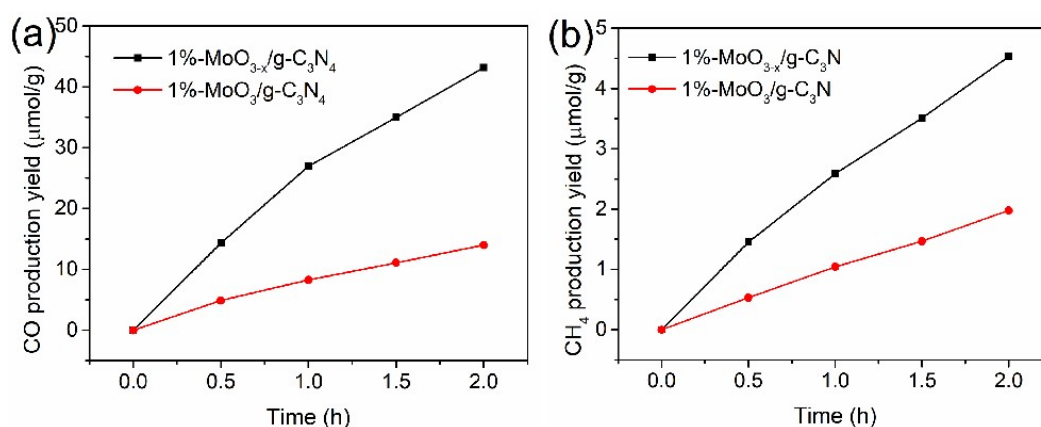 (a)
50
40
30
20
10
0
CO production yield (μmol/g)
1%-MoO₃₋ₓ/g-C₃N₄
1%-MoO₃/g-C₃N₄
0.0 0.5 1.0 1.5 2.0
Time (h)
(b)
5
4
3
2
1
0
CH₄ production yield (μmol/g)
1%-MoO₃₋ₓ/g-C₃N
1%-MoO₃/g-C₃N
0.0 0.5 1.0 1.5 2.0
Time (h)